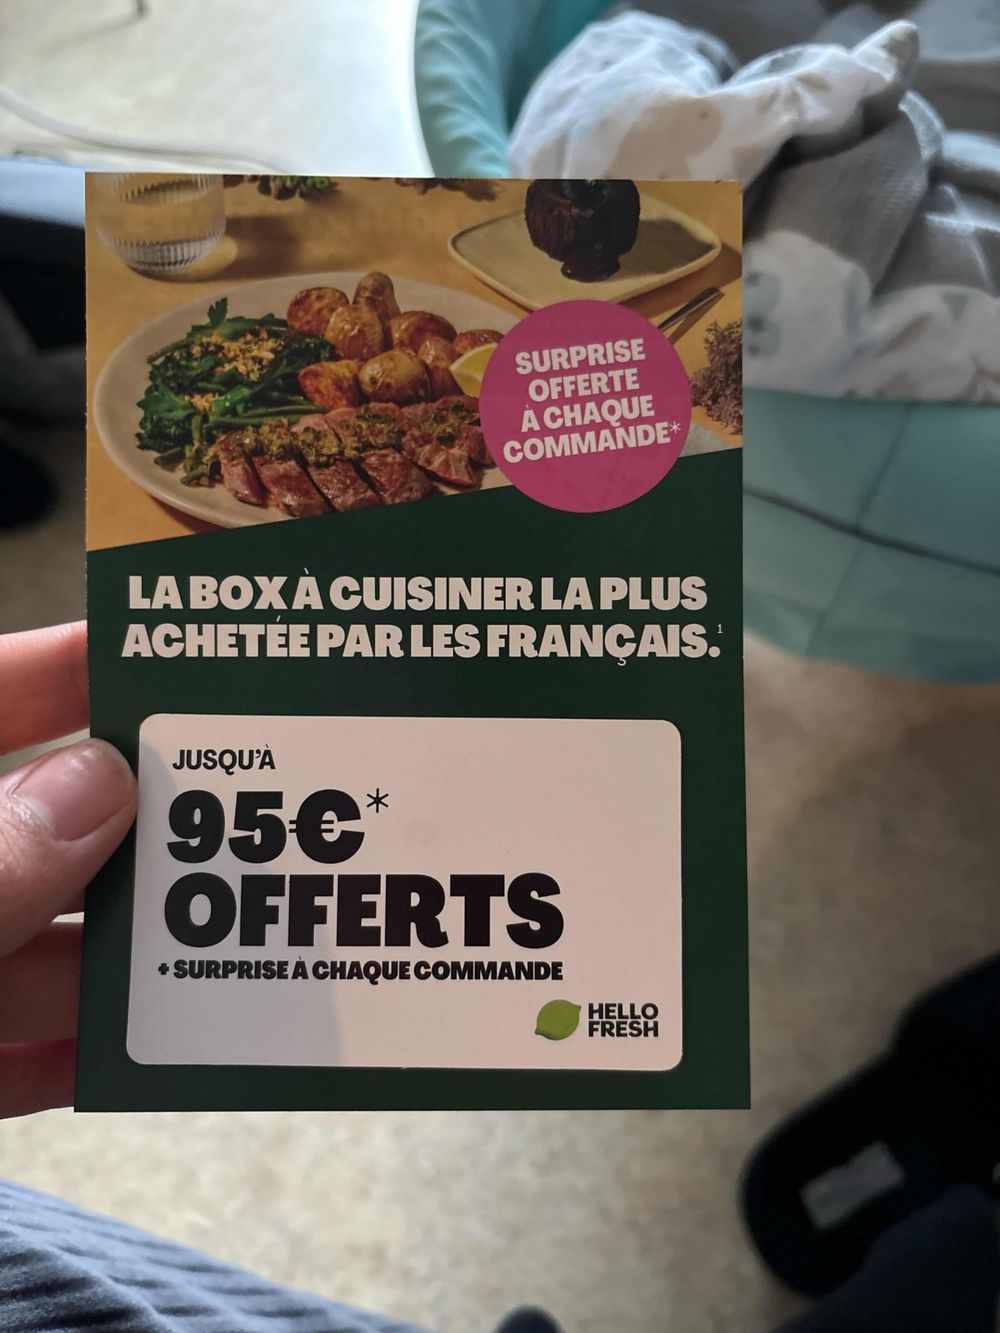 SURPRISE
OFFERTE
À CHAQUE
COMMANDE*
LA BOX À CUISINER LA PLUS
ACHETÉE PAR LES FRANÇAIS.¹
JUSQU'À
95€*
OFFERTS
+ SURPRISE À CHAQUE COMMANDE
HELLO
FRESH